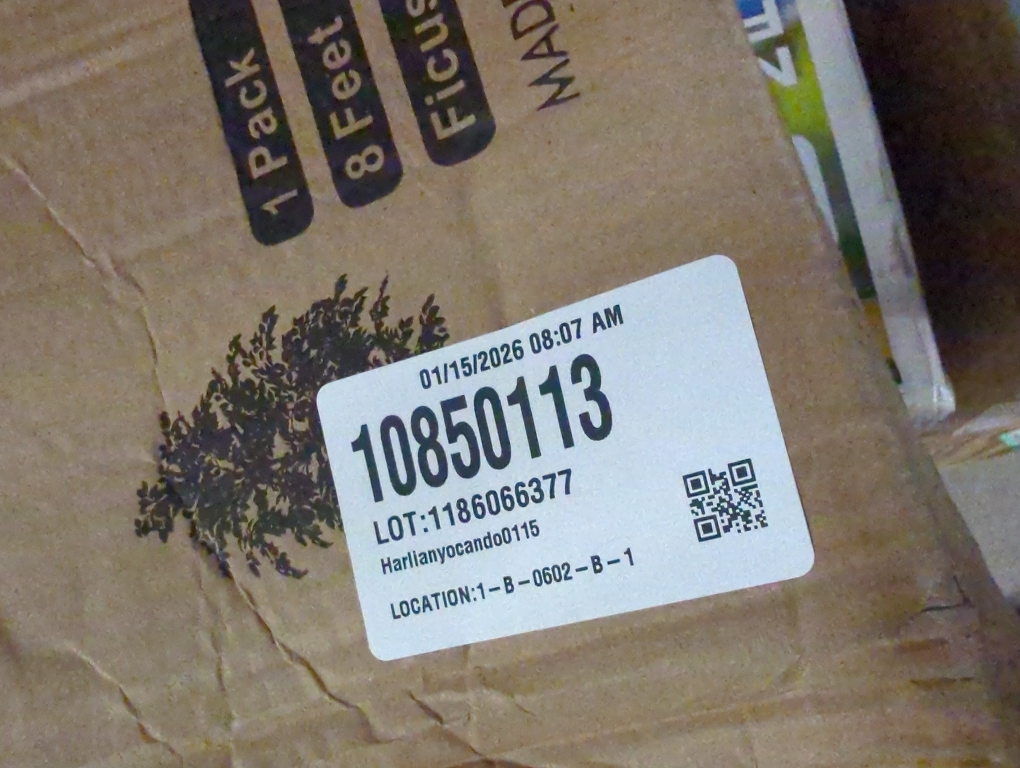 1 Pack
8 Feet
Ficus
01/15/2026 08:07 AM
10850113
LOT:1186066377
Harlianyocando0115
LOCATION:1-B-0602-B-1